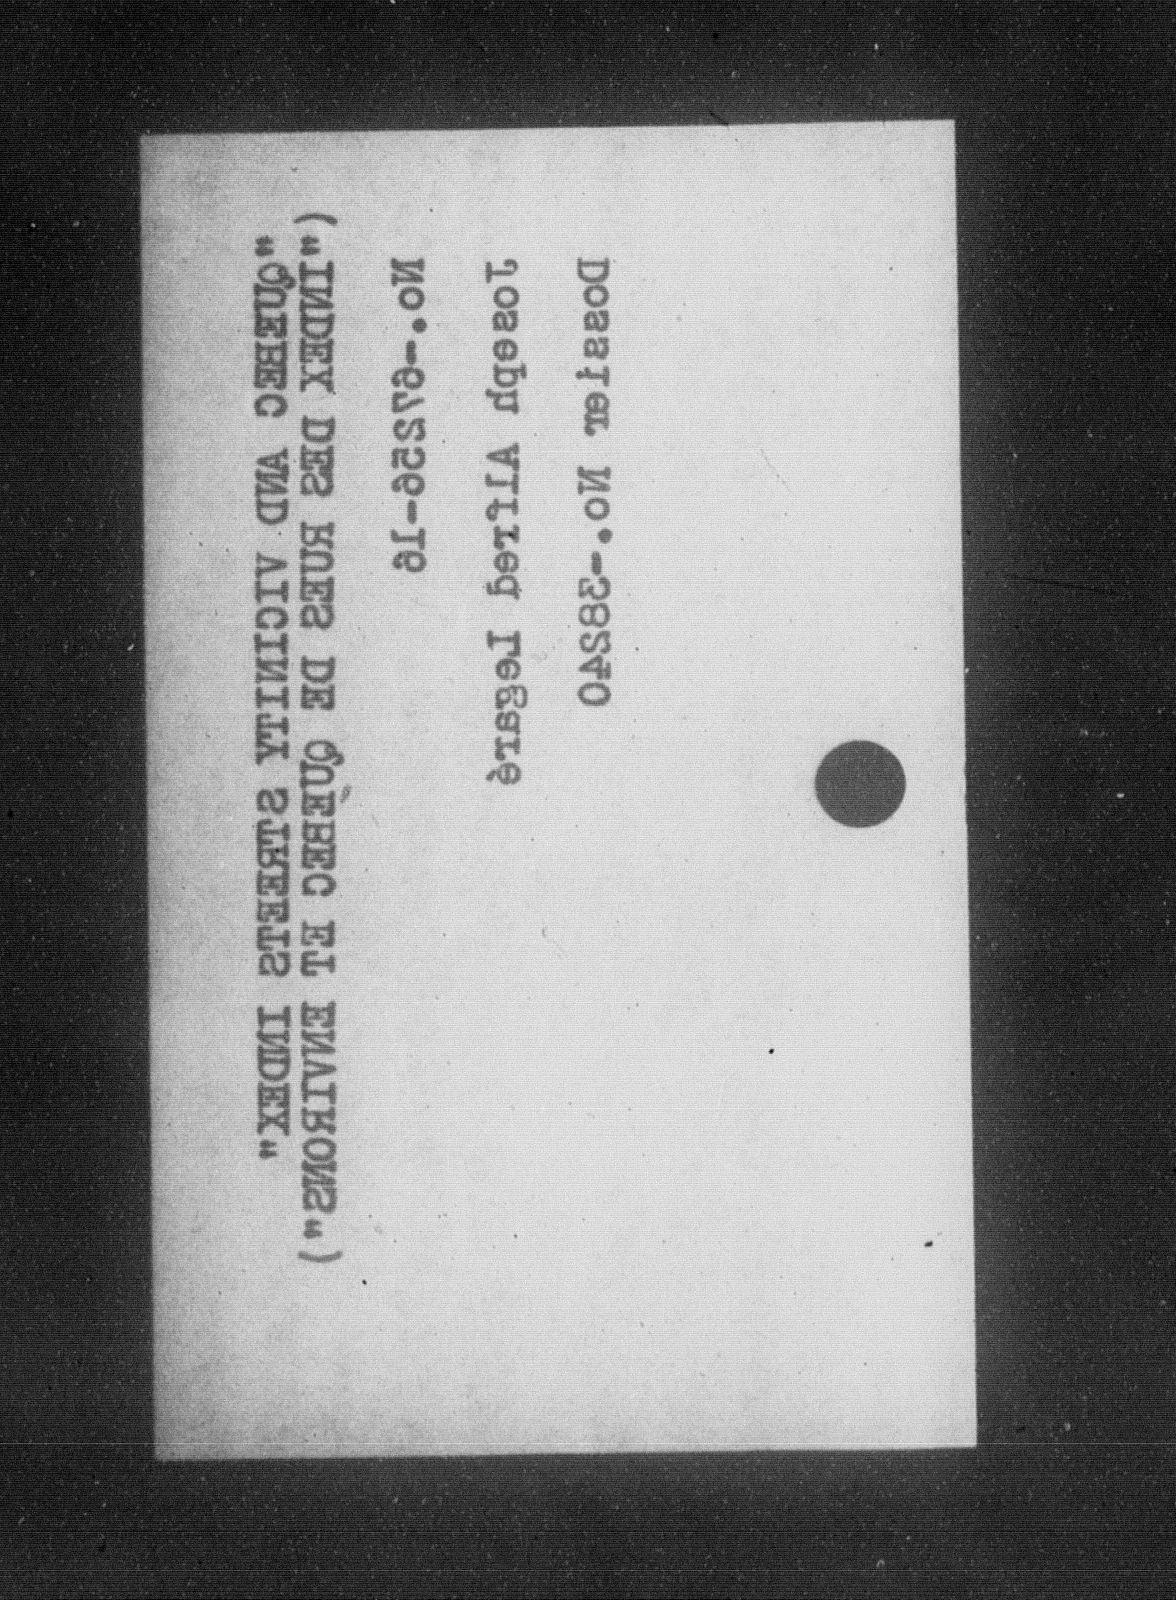 "QUEBEC AND VICINITY STREETS INDEX"
("INDEX DES RUES DE QUÉBEC ET ENVIRONS")
No.-67256-16
Joseph Alfred Legaré
Dossier No.-38240